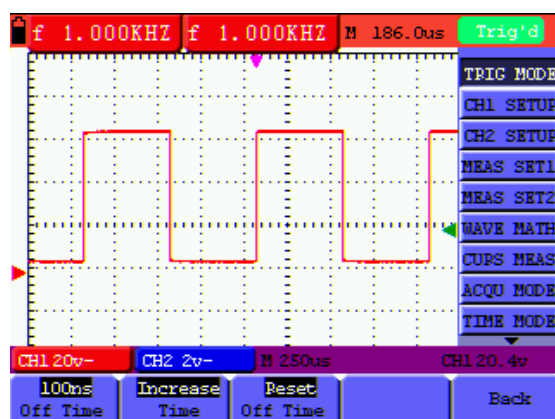 f 1.000KHZ f 1.000KHZ M 186.0us Trig'd
TRIG MODE
CH1 SETUP
CH2 SETUP
MEAS SET1
MEAS SET2
WAVE MATH
CUPS MEAS
ACQU MODE
TIME MODE
CH1 20v- CH2 2v- M 250us CH1 20.4v
100ns Increase Reset
Off Time Time Off Time Back